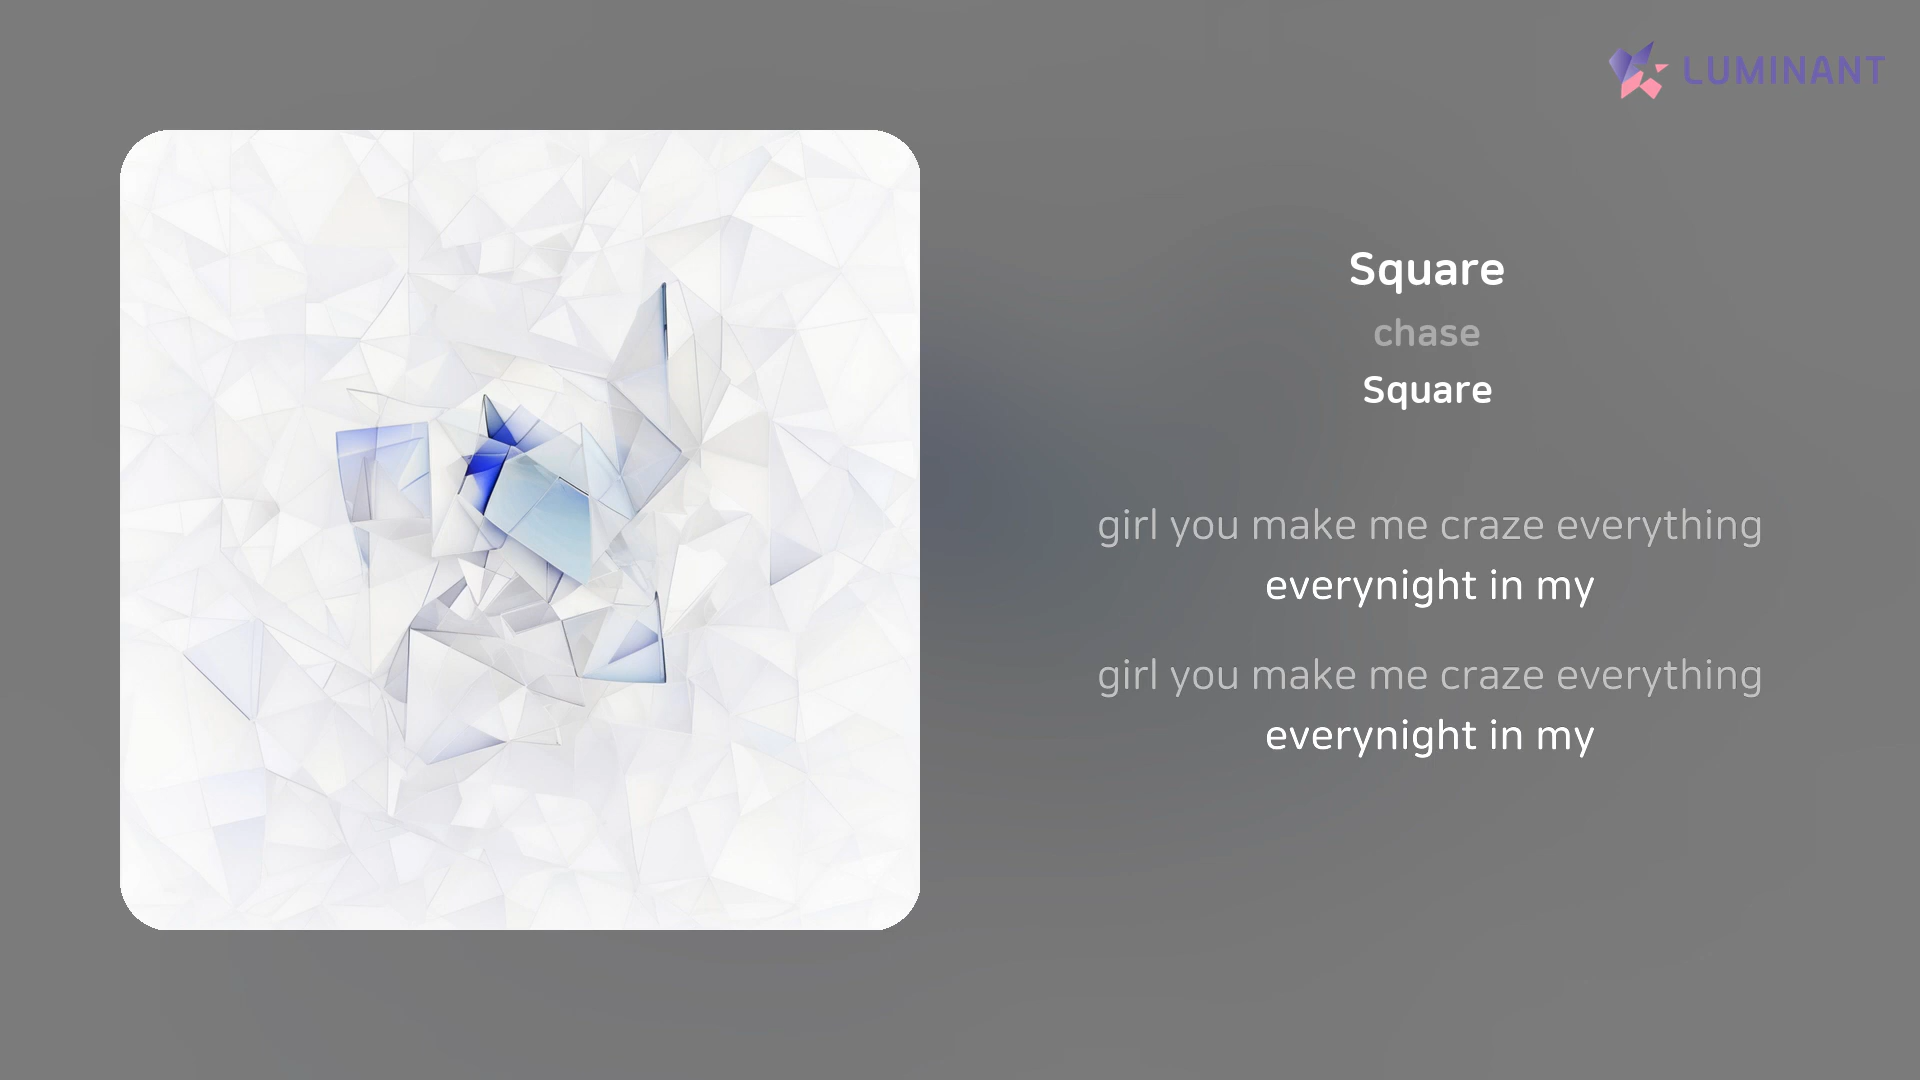 LUMINANT
Square
chase
Square
girl you make me craze everything
everynight in my
girl you make me craze everything
everynight in my